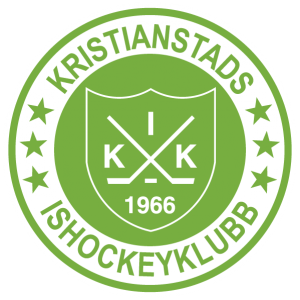 KRISTIANSTADS
I
K K
1966
ISHOCKEYKLUBB